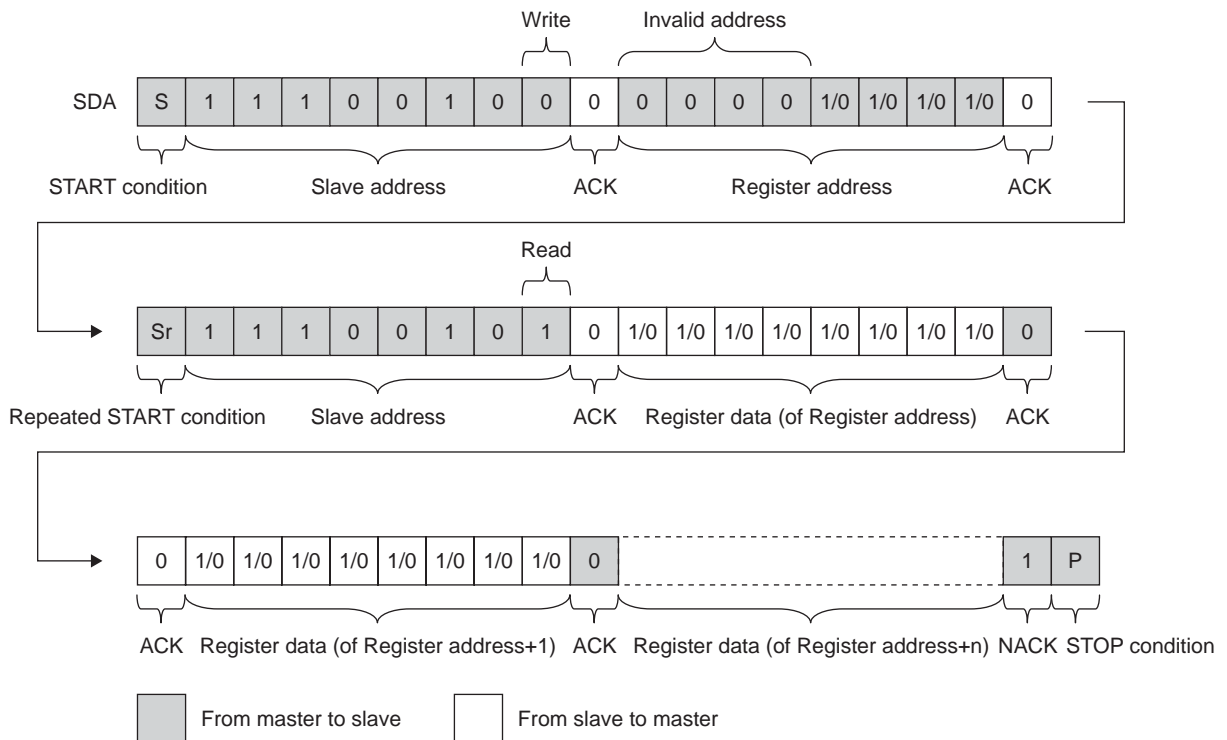 Write Invalid address
SDA S 1 1 1 0 0 1 0 0 0 0 0 0 0 1/0 1/0 1/0 1/0 0
START condition Slave address ACK Register address ACK
Read
Sr 1 1 1 0 0 1 0 1 0 1/0 1/0 1/0 1/0 1/0 1/0 1/0 1/0 0
Repeated START condition Slave address ACK Register data (of Register address) ACK
0 1/0 1/0 1/0 1/0 1/0 1/0 1/0 1/0 0 1 P
ACK Register data (of Register address+1) ACK Register data (of Register address+n) NACK STOP condition
From master to slave From slave to master